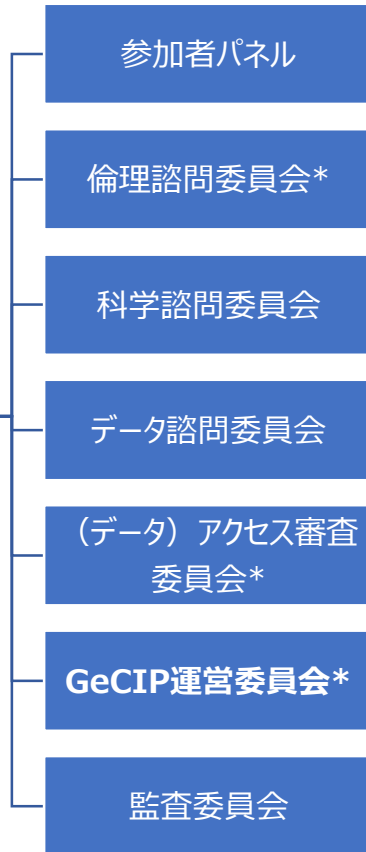 参加者パネル
倫理諮問委員会*
科学諮問委員会
データ諮問委員会
（データ）アクセス審査
委員会*
GeCIP運営委員会*
監査委員会